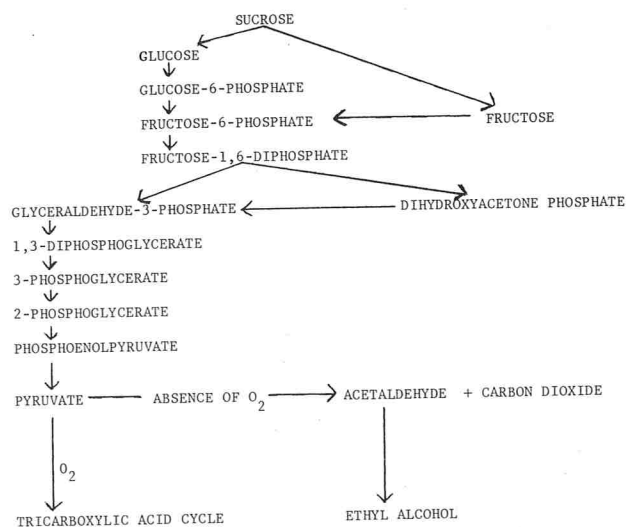 SUCROSE
GLUCOSE
GLUCOSE-6-PHOSPHATE
FRUCTOSE-6-PHOSPHATE
FRUCTOSE
FRUCTOSE-1,6-DIPHOSPHATE
GLYCERALDEHYDE-3-PHOSPHATE
DIHYDROXYACETONE PHOSPHATE
1,3-DIPHOSPHOGLYCERATE
3-PHOSPHOGLYCERATE
2-PHOSPHOGLYCERATE
PHOSPHOENOLPYRUVATE
PYRUVATE ABSENCE OF O2 ACETALDEHYDE + CARBON DIOXIDE
O2
TRICARBOXYLIC ACID CYCLE
ETHYL ALCOHOL